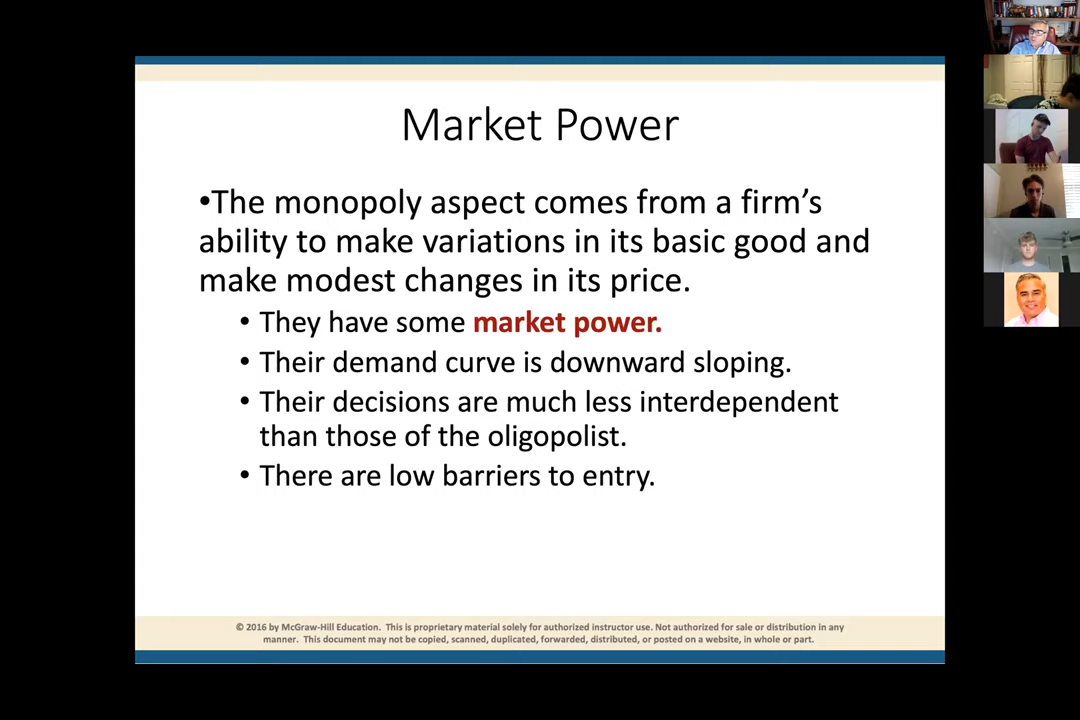 Market Power
•The monopoly aspect comes from a firm’s
ability to make variations in its basic good and
make modest changes in its price.
• They have some market power.
• Their demand curve is downward sloping.
• Their decisions are much less interdependent
than those of the oligopolist.
• There are low barriers to entry.
© 2016 by McGraw-Hill Education. This is proprietary material solely for authorized instructor use. Not authorized for sale or distribution in any
manner. This document may not be copied, scanned, duplicated, forwarded, distributed, or posted on a website, in whole or part.